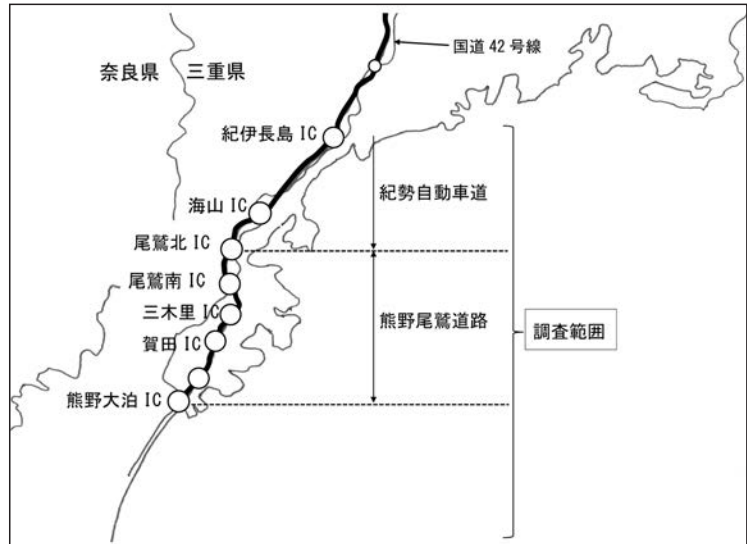 国道 42 号線
奈良県
三重県
紀伊長島 IC
紀勢自動車道
海山 IC
尾鷲北 IC
尾鷲南 IC
三木里 IC
熊野尾鷲道路
調査範囲
賀田 IC
熊野大泊 IC